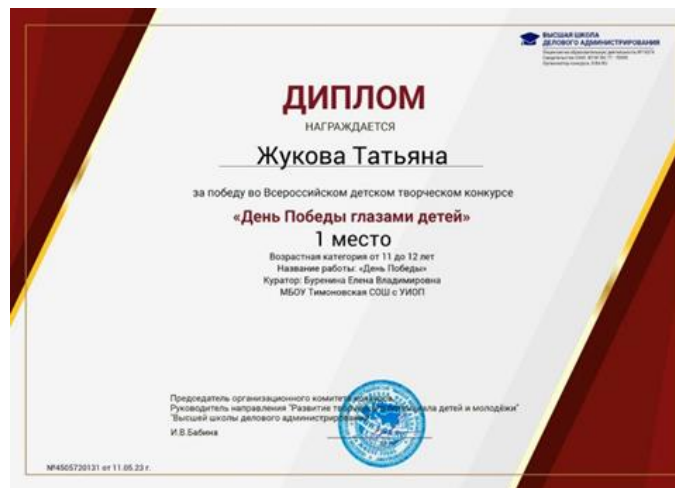 ВЫСШАЯ ШКОЛА
ДЕЛОВОГО АДМИНИСТРИРОВАНИЯ
ДИПЛОМ
НАГРАЖДАЕТСЯ
Жукова Татьяна
за победу во Всероссийском детском творческом конкурсе
«День Победы глазами детей»
1 место
Возрастная категория от 11 до 12 лет
Название работы: «День Победы»
Куратор: Буренина Елена Владимировна
МБОУ Тимоновская СОШ с УИОП
Председатель организационного комитета конкурса
Руководитель направления "Развитие детей и молодёжи"
"Высшей школы делового администрирования"
И.В.Бабина
№4505720131 от 11.05.23 г.